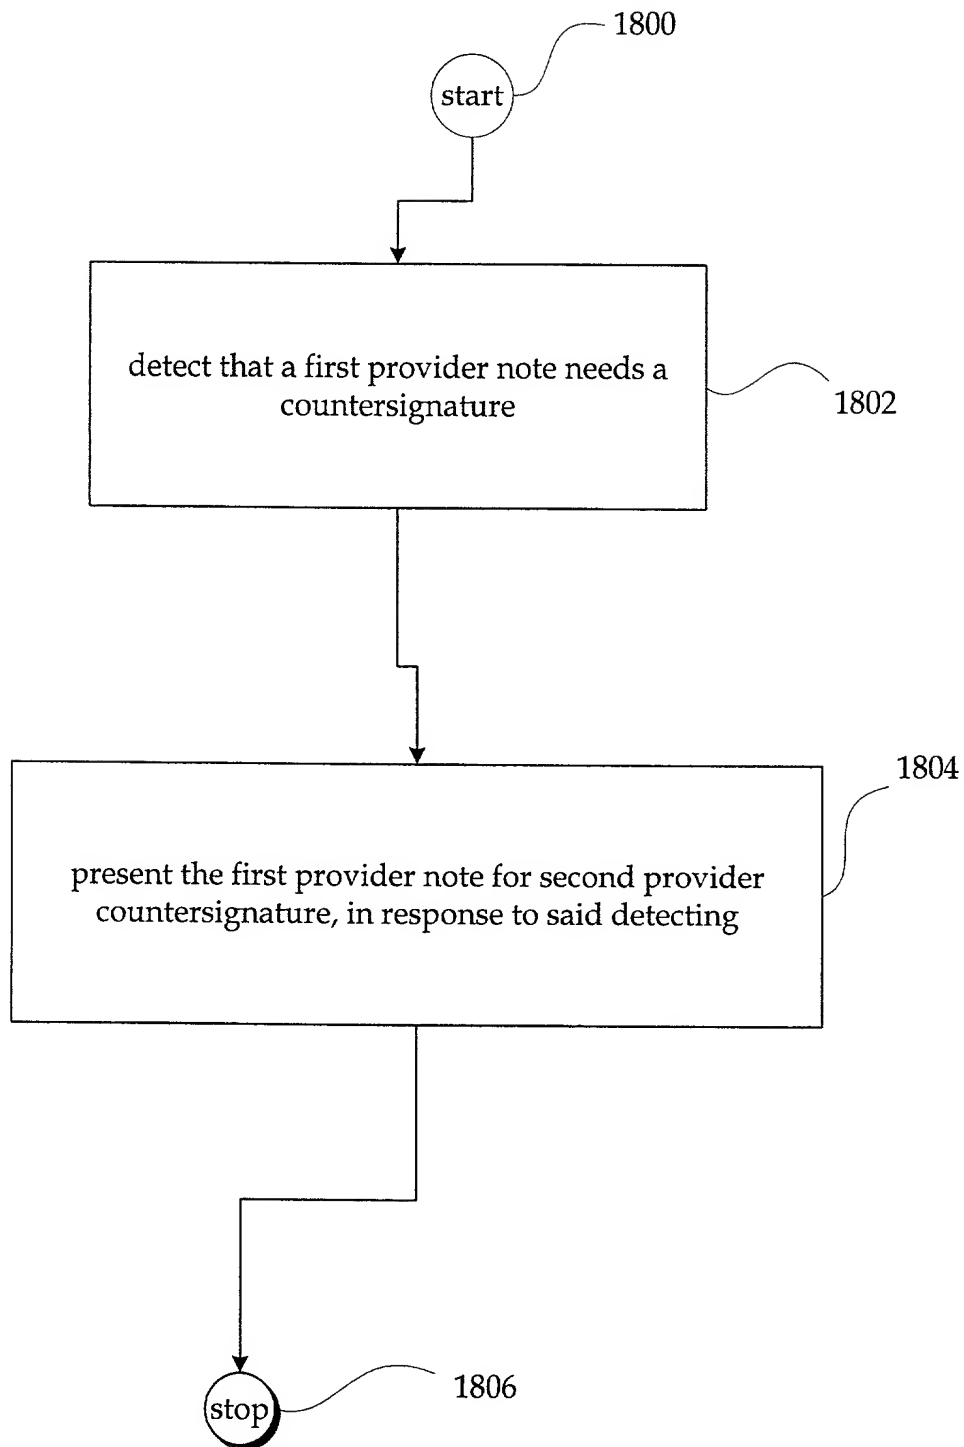 1800
start
detect that a first provider note needs a
countersignature
1802
1804
present the first provider note for second provider
countersignature, in response to said detecting
1806
stop